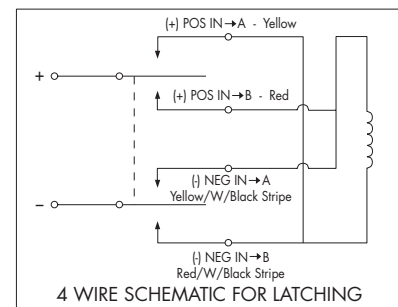 (+) POS IN→A - Yellow
+
(+) POS IN→B - Red
(-) NEG IN→A
Yellow/W/Black Stripe
–
(-) NEG IN→B
Red/W/Black Stripe
4 WIRE SCHEMATIC FOR LATCHING